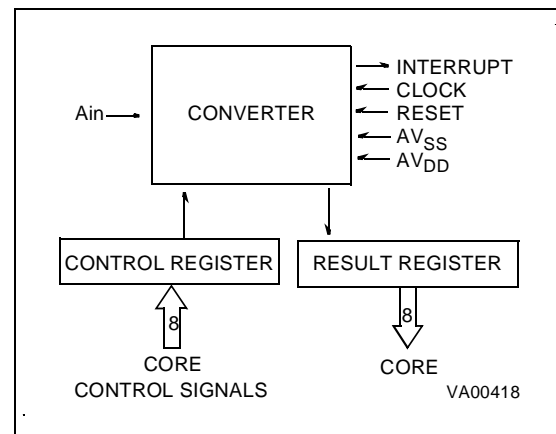 INTERRUPT
CLOCK
Ain
CONVERTER
RESET
AVSS
AVDD
CONTROL REGISTER
RESULT REGISTER
8
8
CORE
CONTROL SIGNALS
CORE
VA00418